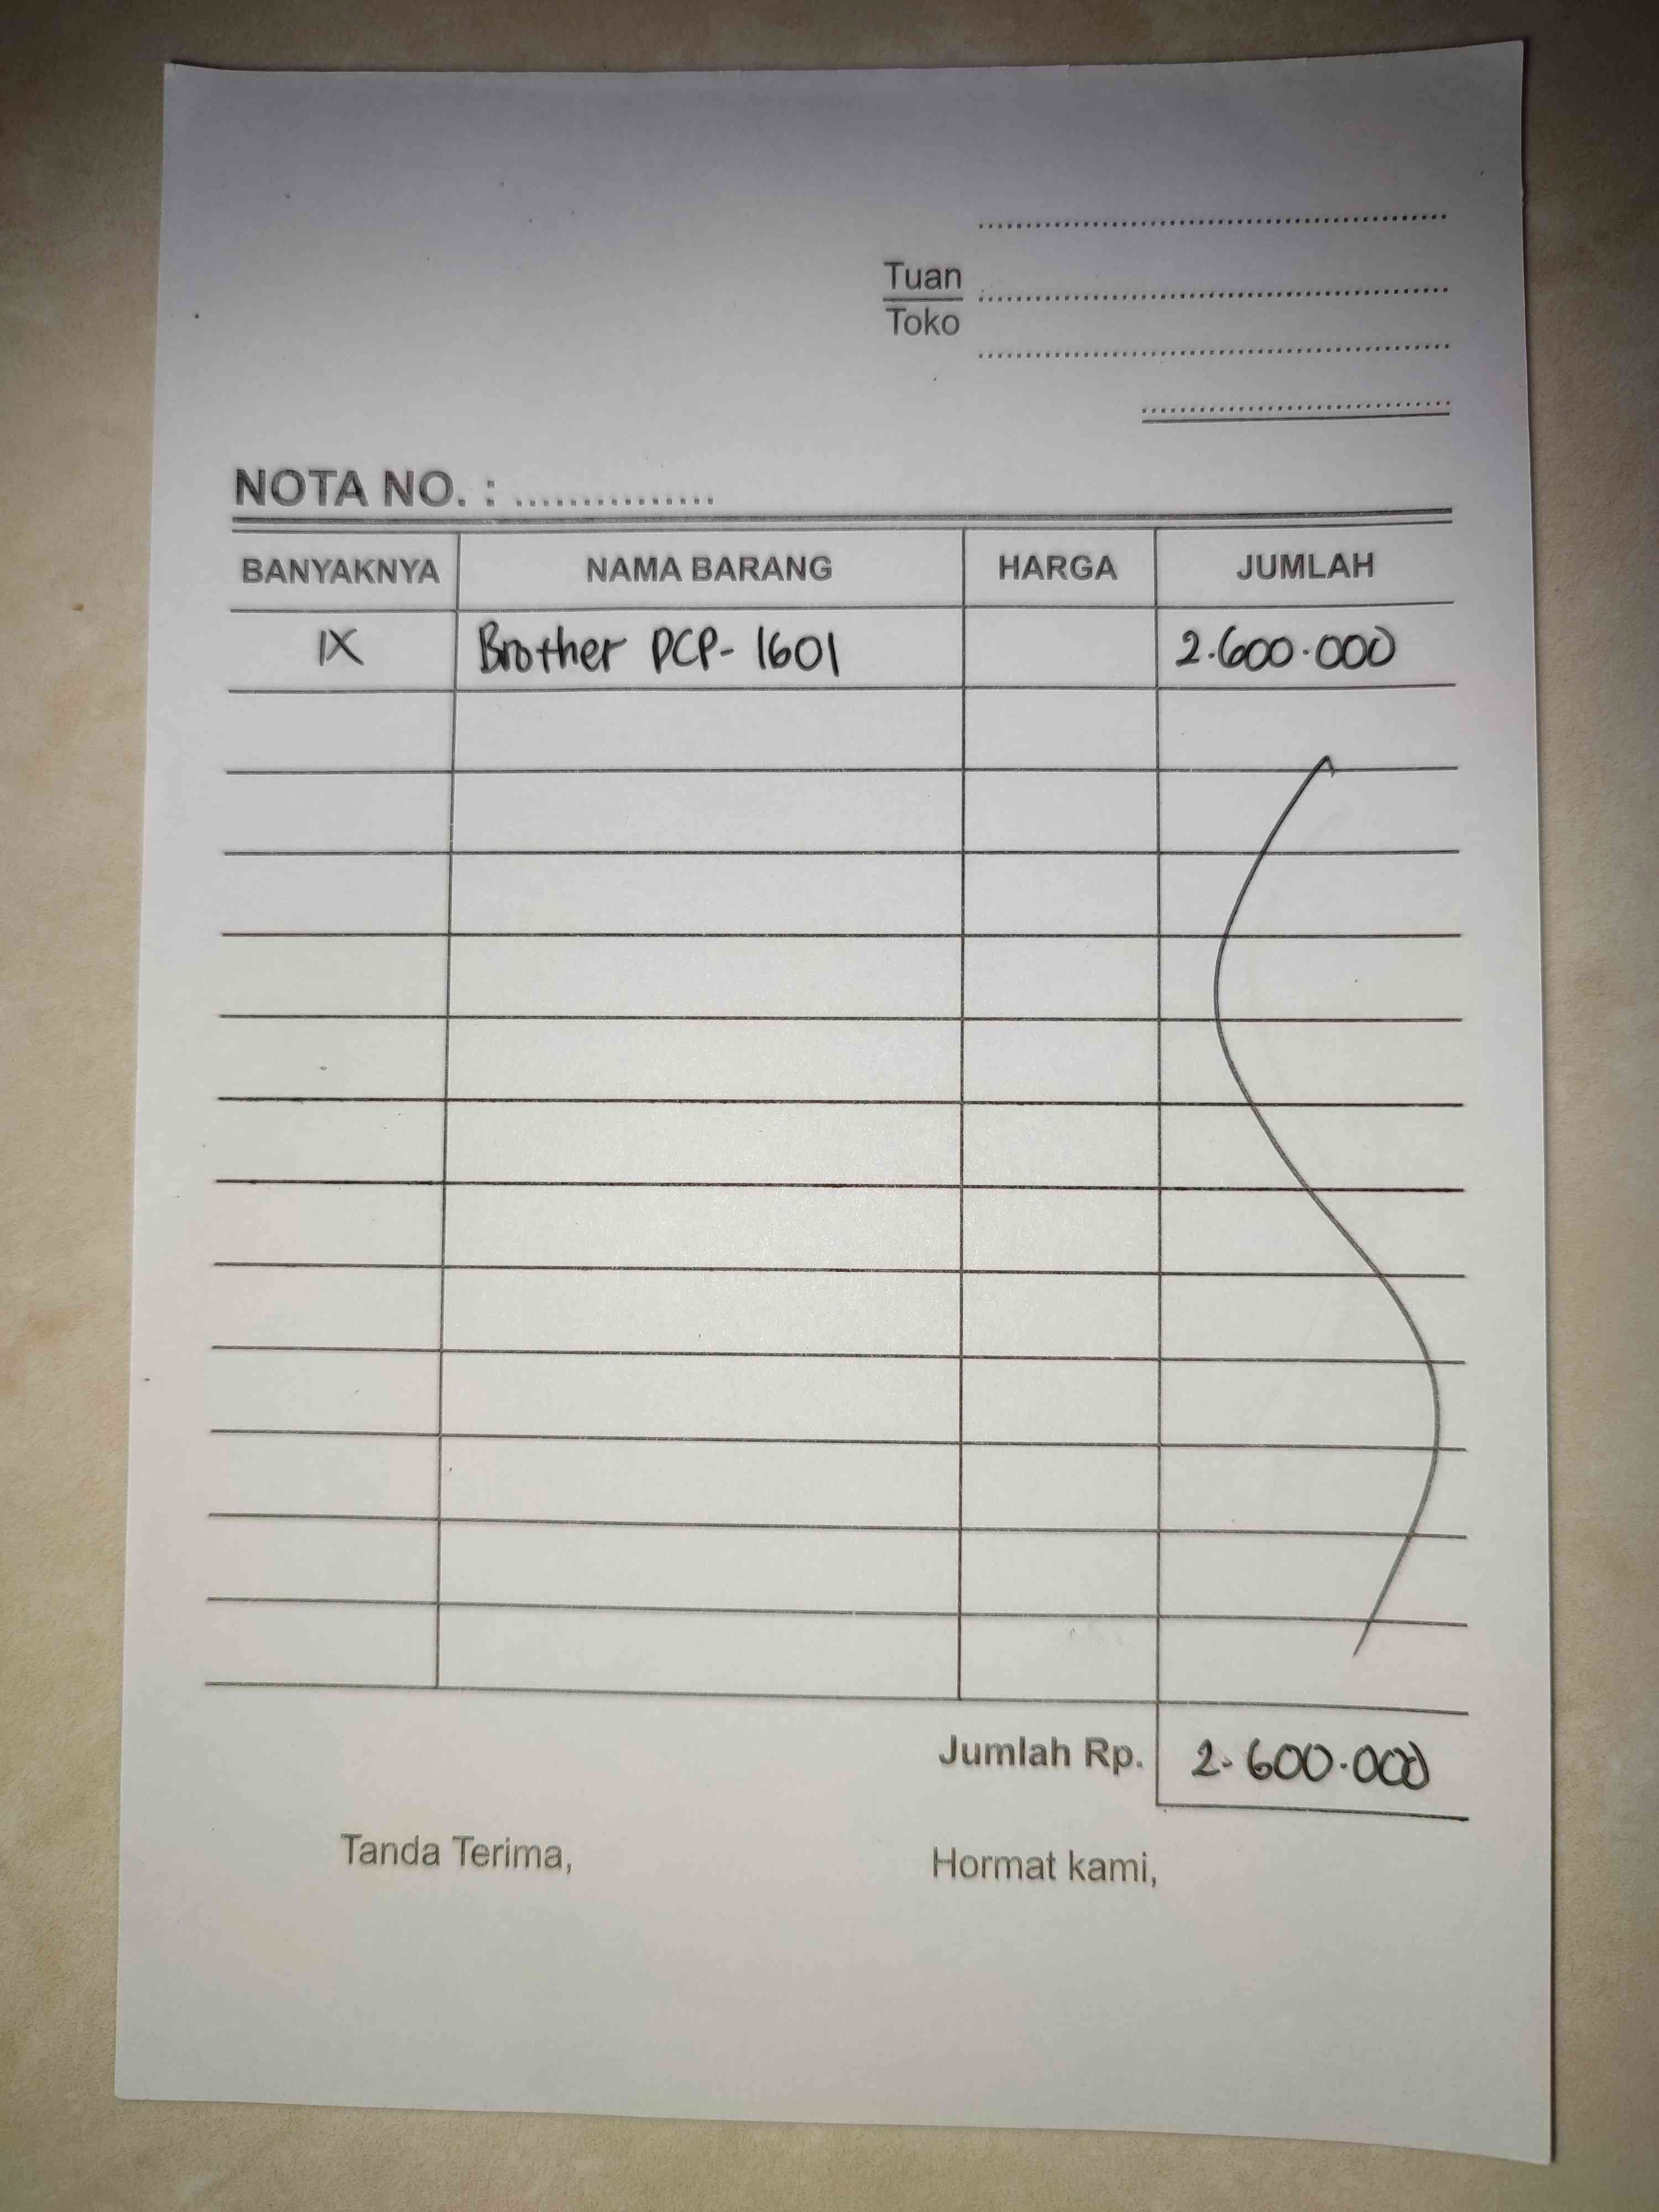 Tuan
Toko
NOTA NO. : ...............
BANYAKNYA NAMA BARANG HARGA JUMLAH
1X Brother DCP-1601 2.600.000
Jumlah Rp. 2.600.000
Tanda Terima, Hormat kami,